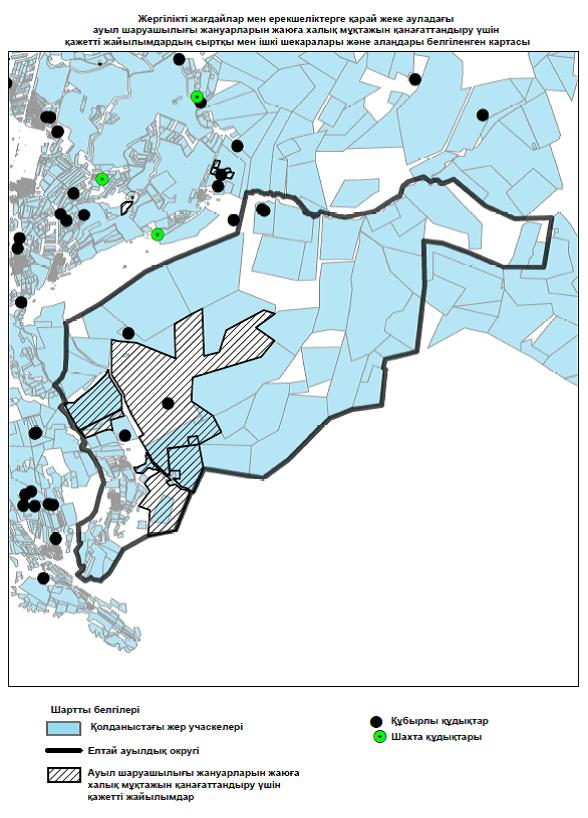 Жергілікті жағдайлар мен ерекшеліктерге қарай жеке ауладағы
ауыл шаруашылығы жануарларын жаюға халық мұқтажын қанағаттандыру үшін
қажетті жайылымдардың сыртқы мен ішкі шекаралары және алаңдары белгіленген картасы
Шартты белгілері
Қолданыстағы жер учаскелері
Елтай ауылдық округі
Ауыл шаруашылығы жануарларын жаюға
халық мұқтажын қанағаттандыру үшін
қажетті жайылымдар
Құбырлы құдықтар
Шахта құдықтары